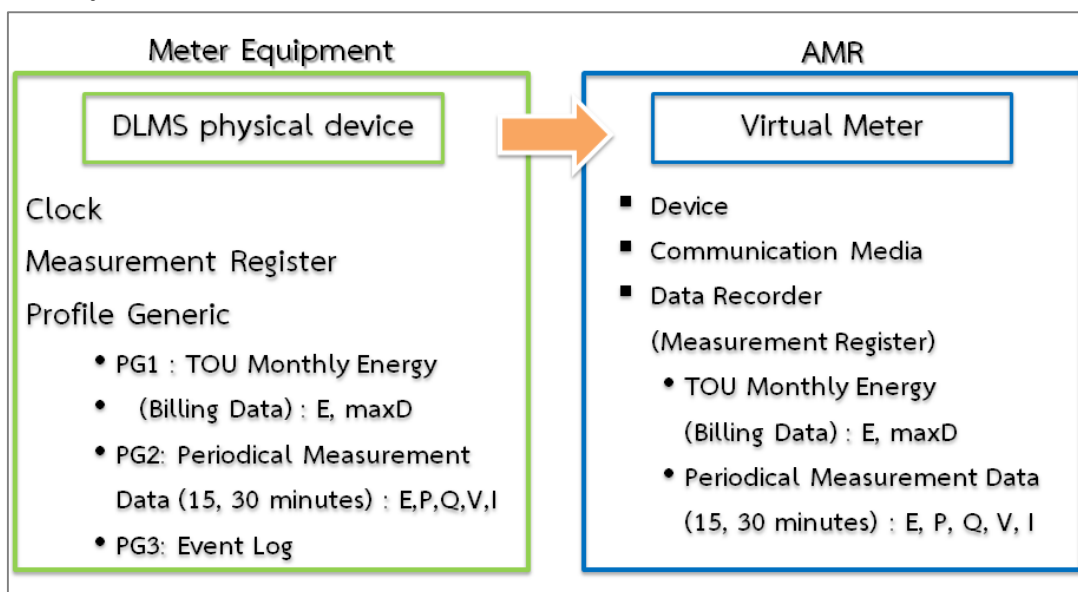 Meter Equipment
DLMS physical device
Clock
Measurement Register
Profile Generic
• PG1 : TOU Monthly Energy
• (Billing Data) : E, maxD
• PG2: Periodical Measurement
Data (15, 30 minutes) : E,P,Q,V,I
• PG3: Event Log
AMR
Virtual Meter
▪ Device
▪ Communication Media
▪ Data Recorder
(Measurement Register)
• TOU Monthly Energy
(Billing Data) : E, maxD
• Periodical Measurement Data
(15, 30 minutes) : E, P, Q, V, I